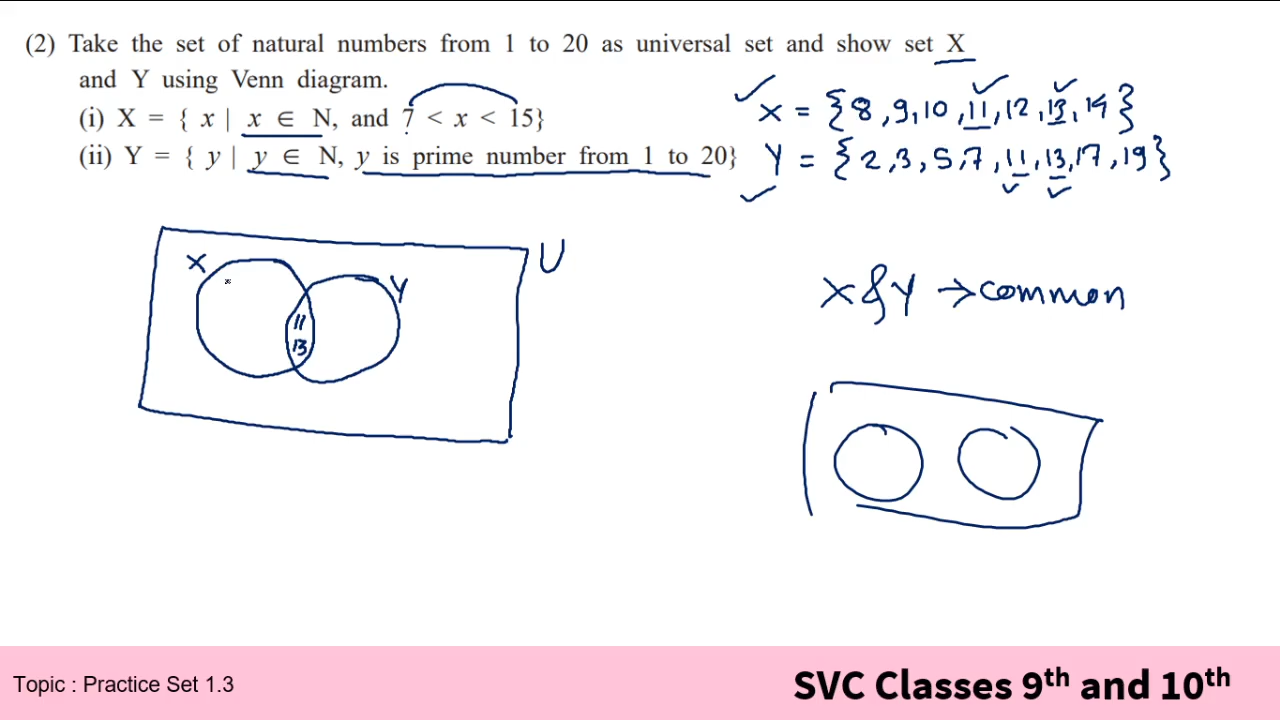 (2) Take the set of natural numbers from 1 to 20 as universal set and show set X
and Y using Venn diagram.
(i) X = { x | x ∈ N, and 7 < x < 15}
(ii) Y = { y | y ∈ N, y is prime number from 1 to 20}
X = {8,9,10,11,12,13,14}
Y = {2,3,5,7,11,13,17,19}
X
Y
U
11
13
X & Y → common
Topic : Practice Set 1.3
SVC Classes 9th and 10th